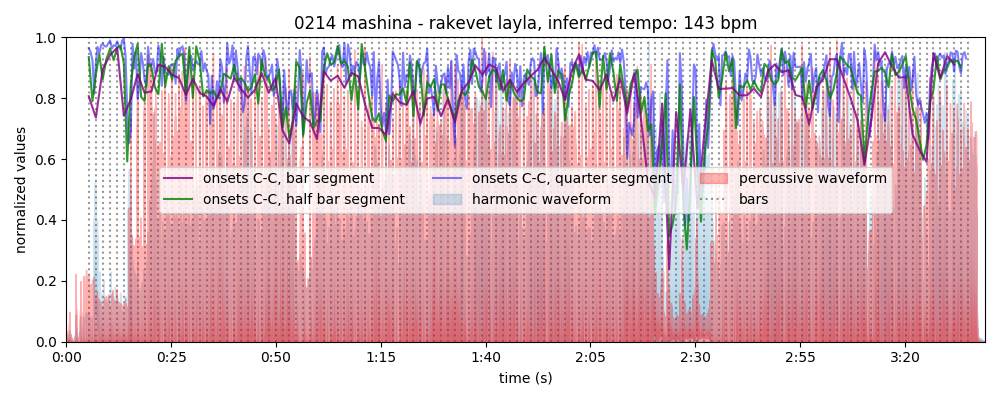 0214 mashina - rakevet layla, inferred tempo: 143 bpm
normalized values
1.0
0.8
0.6
0.4
0.2
0.0
onsets C-C, bar segment
onsets C-C, half bar segment
onsets C-C, quarter segment
harmonic waveform
percussive waveform
bars
0:00 0:25 0:50 1:15 1:40 2:05 2:30 2:55 3:20
time (s)